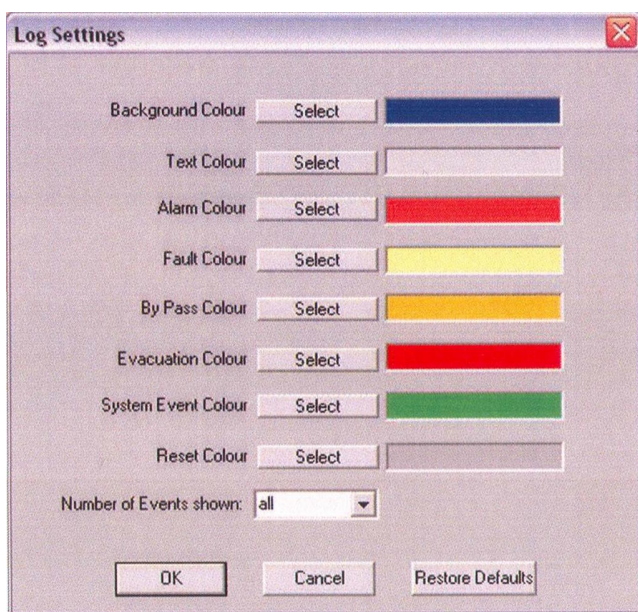 Log Settings
Background Colour Select
Text Colour Select
Alarm Colour Select
Fault Colour Select
By Pass Colour Select
Evacuation Colour Select
System Event Colour Select
Reset Colour Select
Number of Events shown: all
OK Cancel Restore Defaults